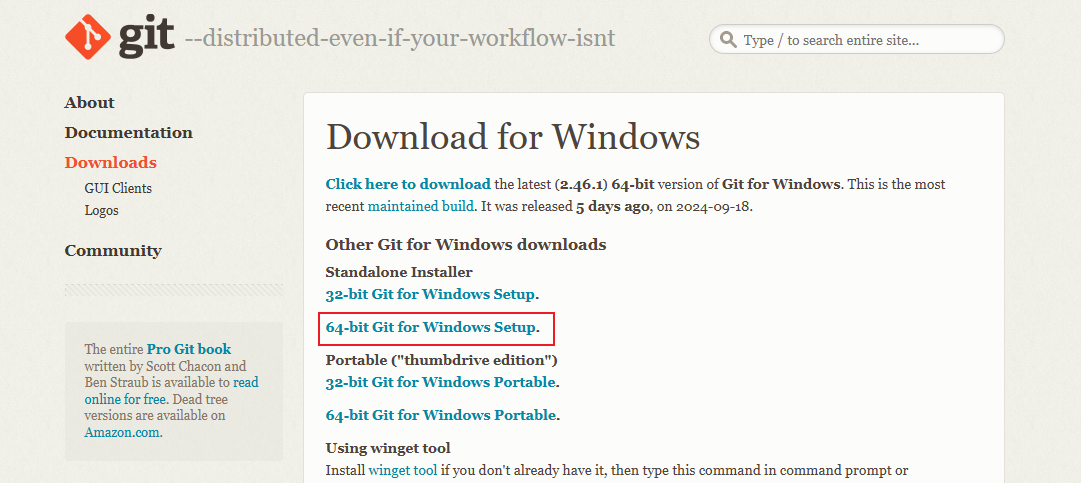 git --distributed-even-if-your-workflow-isnt
Type / to search entire site...
About
Documentation
Downloads
GUI Clients
Logos
Community
The entire Pro Git book
written by Scott Chacon and
Ben Straub is available to read
online for free. Dead tree
versions are available on
Amazon.com.
Download for Windows
Click here to download the latest (2.46.1) 64-bit version of Git for Windows. This is the most
recent maintained build. It was released 5 days ago, on 2024-09-18.
Other Git for Windows downloads
Standalone Installer
32-bit Git for Windows Setup.
64-bit Git for Windows Setup.
Portable ("thumbdrive edition")
32-bit Git for Windows Portable.
64-bit Git for Windows Portable.
Using winget tool
Install winget tool if you don't already have it, then type this command in command prompt or